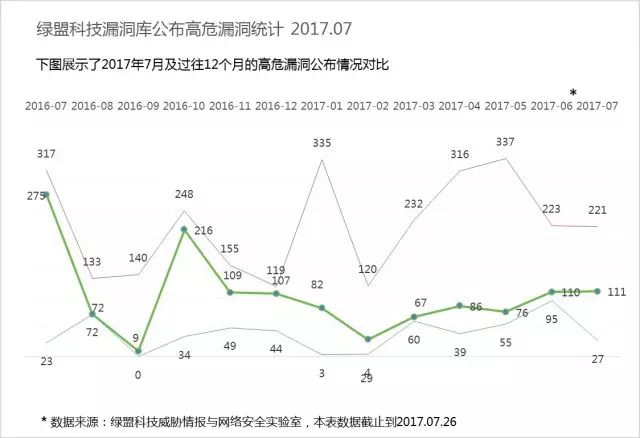 绿盟科技漏洞库公布高危漏洞统计 2017.07
下图展示了2017年7月及过往12个月的高危漏洞公布情况对比
*
2016-07 2016-08 2016-09 2016-10 2016-11 2016-12 2017-01 2017-02 2017-03 2017-04 2017-05 2017-06 2017-07
317 133 140 248 155 119 335 120 232 316 337 223 221
275 72 9 216 109 107 82 29 67 86 76 110 111
23 72 0 34 49 44 3 4 60 39 55 95 27
* 数据来源：绿盟科技威胁情报与网络安全实验室，本表数据截止到2017.07.26